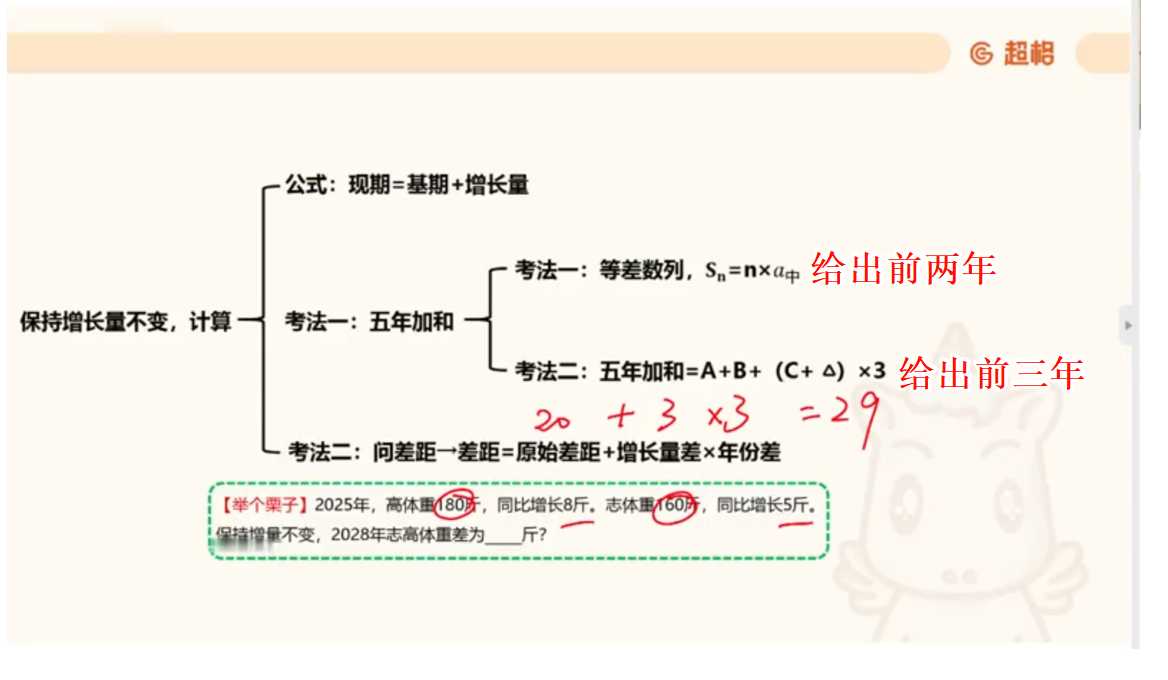 超格
公式：现期=基期+增长量
考法一：等差数列，Sn=n×a中 给出前两年
保持增长量不变，计算
考法一：五年加和
考法二：五年加和=A+B+（C+ △）×3 给出前三年
20 + 3 ×3 = 29
考法二：问差距→差距=原始差距+增长量差×年份差
【举个栗子】2025年，高体重180斤，同比增长8斤。志体重160斤，同比增长5斤。
保持增量不变，2028年志高体重差为____斤？